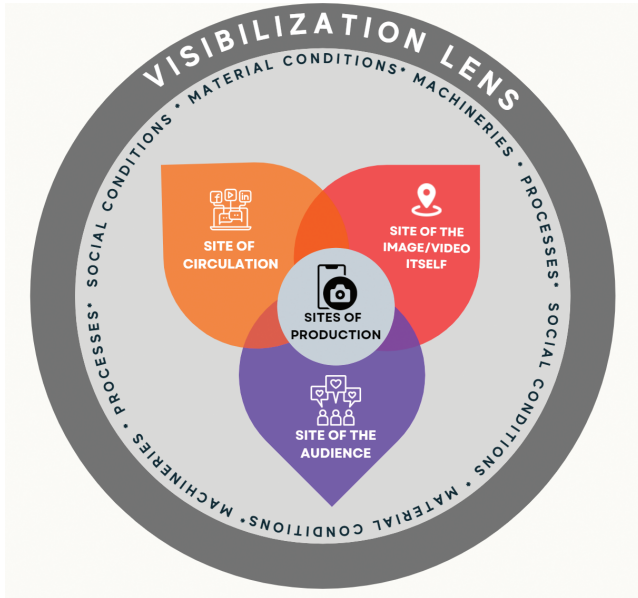 VISIBILIZATION LENS
SOCIAL CONDITIONS • MATERIAL CONDITIONS* MACHINERIES • PROCESSES* SOCIAL CONDITIONS • MATERIAL CONDITIONS* MACHINERIES • PROCESSES*
SITE OF
CIRCULATION
SITE OF THE
IMAGE/VIDEO
ITSELF
SITES OF
PRODUCTION
SITE OF THE
AUDIENCE
f
in